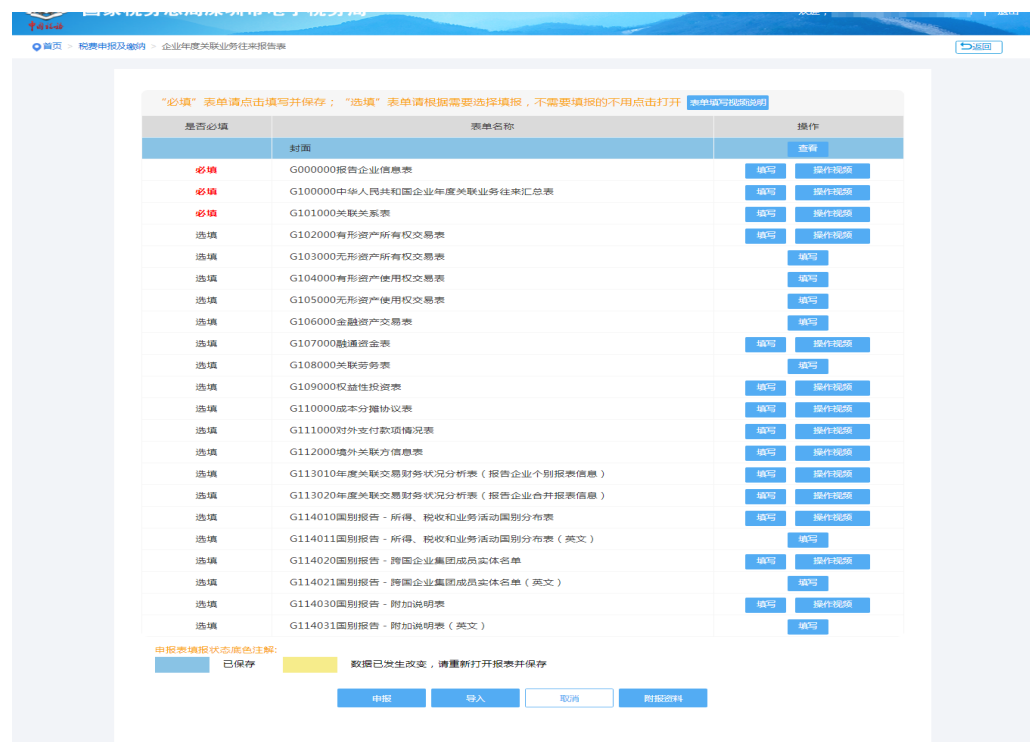 国家税务总局深圳市电子税务局
中国税务
首页 > 税费申报及缴纳 > 企业年度关联业务往来报告表 返回
“必填”表单请点击填写并保存；“选填”表单请根据需要选择填报，不需要填报的不用点击打开 表单填写视频说明
是否必填 表单名称 操作
封面 查看
必填 G000000报告企业信息表 填写 操作视频
必填 G100000中华人民共和国企业年度关联业务往来汇总表 填写 操作视频
必填 G101000关联关系表 填写 操作视频
选填 G102000有形资产所有权交易表 填写 操作视频
选填 G103000无形资产所有权交易表 填写
选填 G104000有形资产使用权交易表 填写
选填 G105000无形资产使用权交易表 填写
选填 G106000金融资产交易表 填写
选填 G107000融通资金表 填写 操作视频
选填 G108000关联劳务表 填写
选填 G109000权益性投资表 填写 操作视频
选填 G110000成本分摊协议表 填写 操作视频
选填 G111000对外支付款项情况表 填写 操作视频
选填 G112000境外关联方信息表 填写 操作视频
选填 G113010年度关联交易财务状况分析表（报告企业个别报表信息） 填写 操作视频
选填 G113020年度关联交易财务状况分析表（报告企业合并报表信息） 填写 操作视频
选填 G114010国别报告－所得、税收和业务活动国别分布表 填写 操作视频
选填 G114011国别报告－所得、税收和业务活动国别分布表（英文） 填写
选填 G114020国别报告－跨国企业集团成员实体名单 填写 操作视频
选填 G114021国别报告－跨国企业集团成员实体名单（英文） 填写
选填 G114030国别报告－附加说明表 填写 操作视频
选填 G114031国别报告－附加说明表（英文） 填写
申报表填报状态底色注解:
已保存 数据已发生改变，请重新打开报表并保存
申报 导入 取消 附报资料